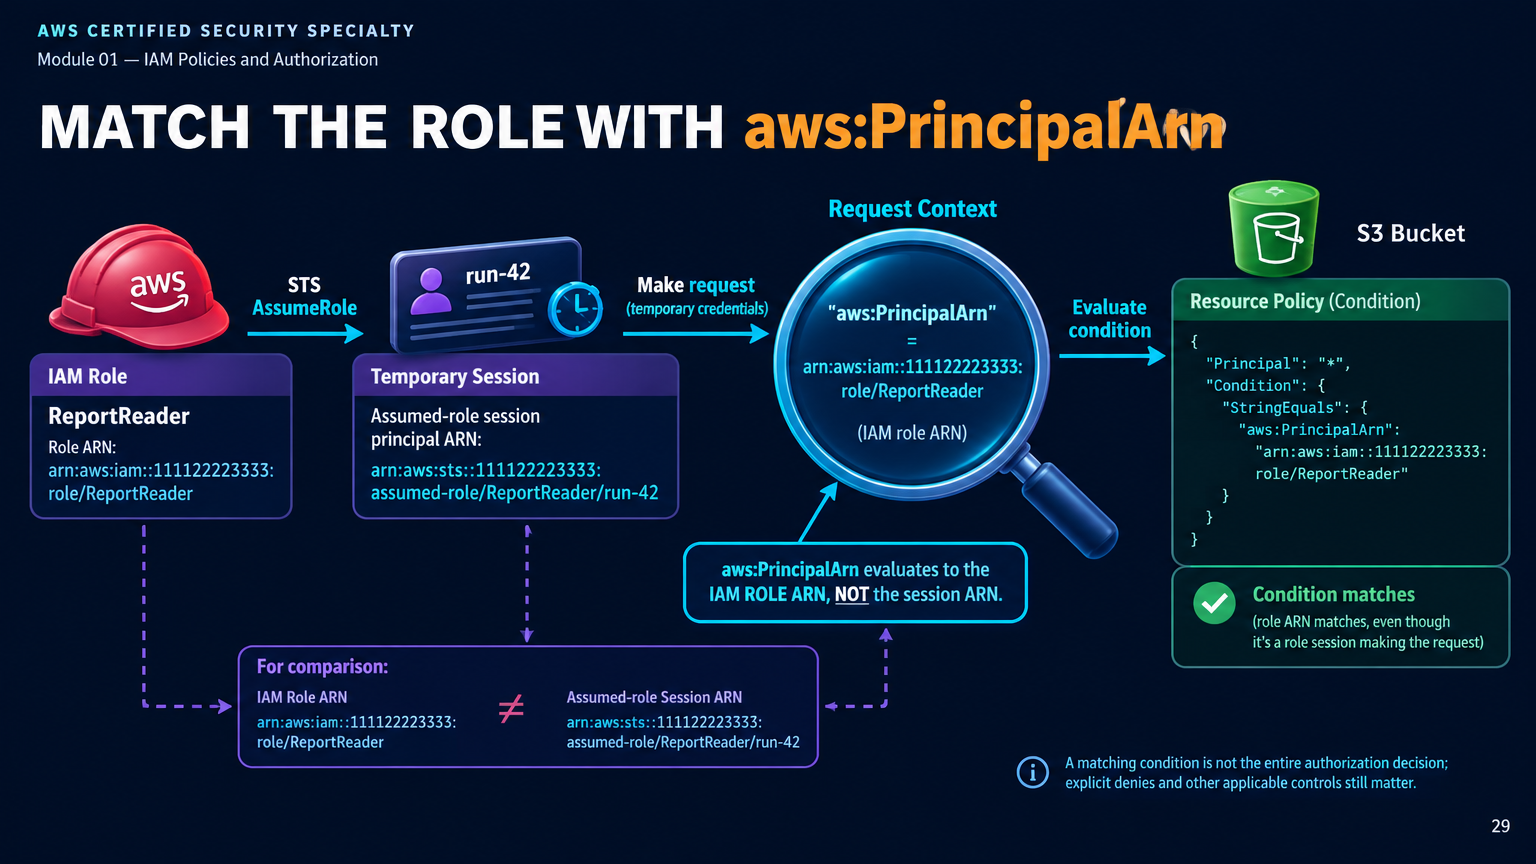 AWS CERTIFIED SECURITY SPECIALTY
Module 01 — IAM Policies and Authorization
MATCH THE ROLE WITH aws:PrincipalArn
aws
IAM Role
ReportReader
Role ARN:
arn:aws:iam::111122223333:
role/ReportReader
STS
AssumeRole
run-42
Temporary Session
Assumed-role session
principal ARN:
arn:aws:sts::111122223333:
assumed-role/ReportReader/run-42
Make request
(temporary credentials)
Request Context
"aws:PrincipalArn"
=
arn:aws:iam::111122223333:
role/ReportReader
(IAM role ARN)
aws:PrincipalArn evaluates to the
IAM ROLE ARN, NOT the session ARN.
Evaluate
condition
S3 Bucket
Resource Policy (Condition)
{
"Principal": "*",
"Condition": {
"StringEquals": {
"aws:PrincipalArn":
"arn:aws:iam::111122223333:
role/ReportReader"
}
}
}
Condition matches
(role ARN matches, even though
it's a role session making the request)
For comparison:
IAM Role ARN
arn:aws:iam::111122223333:
role/ReportReader
≠
Assumed-role Session ARN
arn:aws:sts::111122223333:
assumed-role/ReportReader/run-42
i
A matching condition is not the entire authorization decision;
explicit denies and other applicable controls still matter.
29